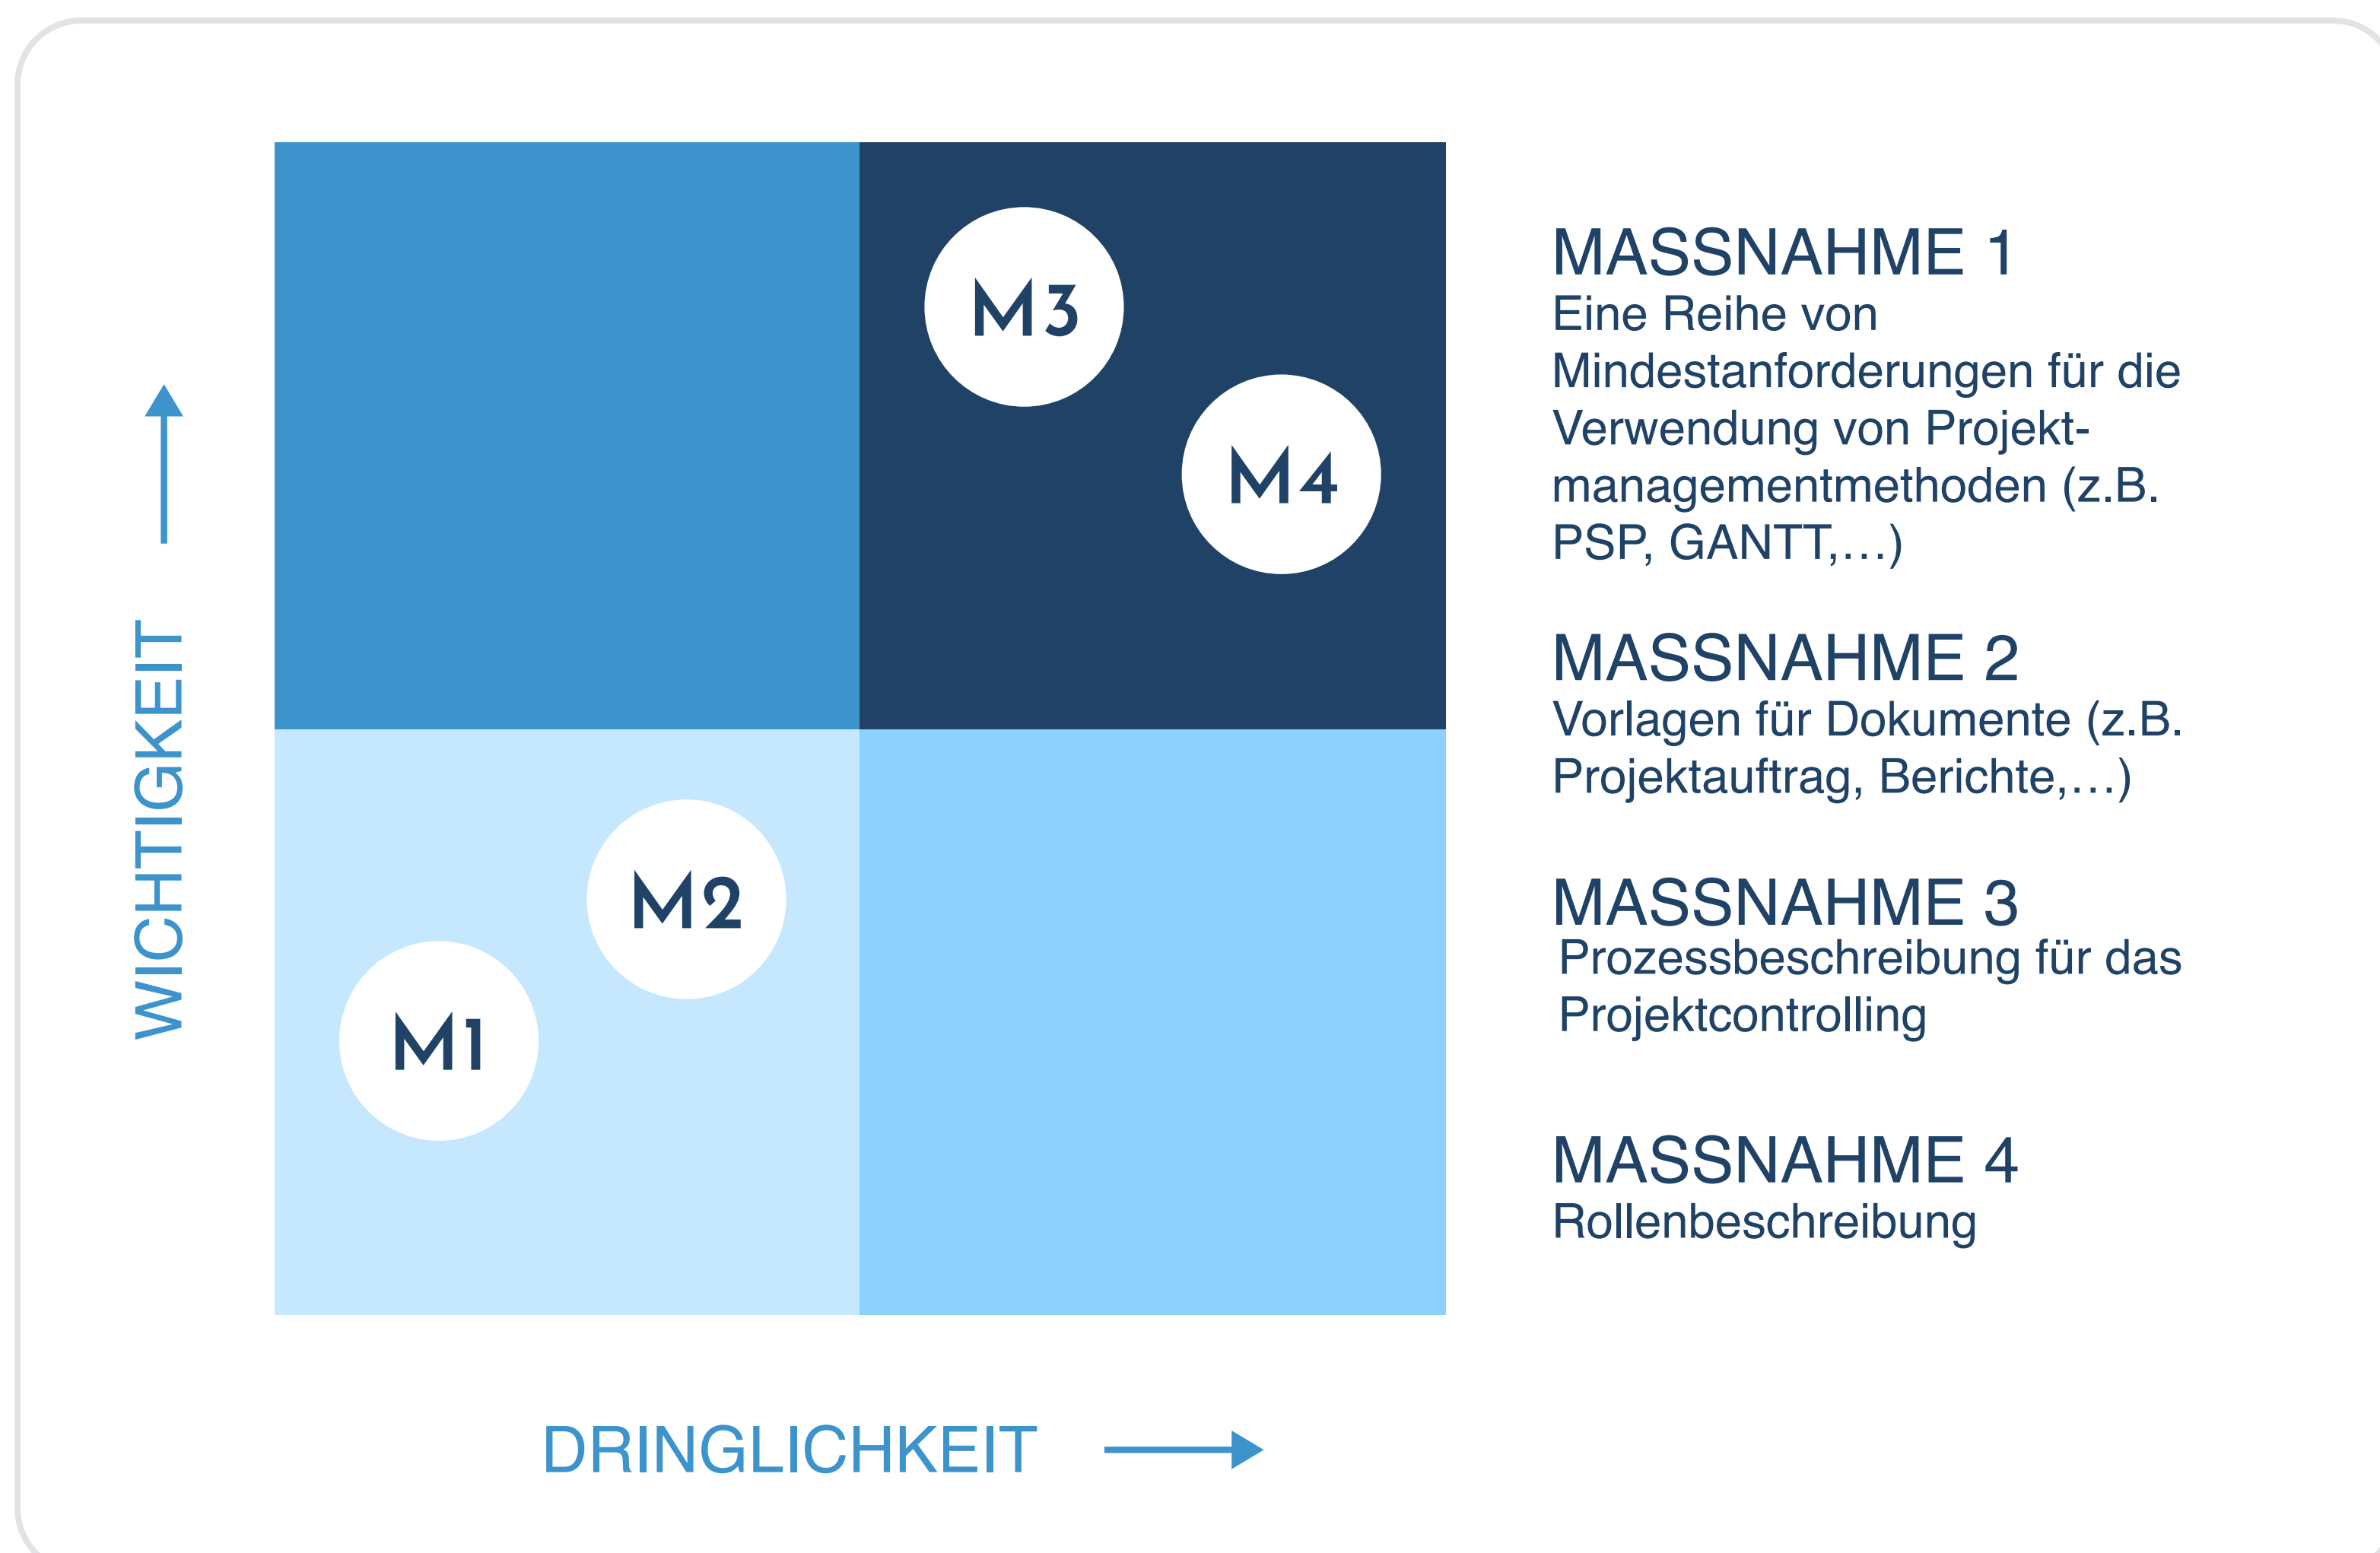 WICHTIGKEIT
M3
M4
M2
M1
DRINGLICHKEIT
MASSNAHME 1
Eine Reihe von
Mindestanforderungen für die
Verwendung von Projekt-
managementmethoden (z.B.
PSP, GANTT,...)
MASSNAHME 2
Vorlagen für Dokumente (z.B.
Projektauftrag, Berichte,...)
MASSNAHME 3
Prozessbeschreibung für das
Projektcontrolling
MASSNAHME 4
Rollenbeschreibung